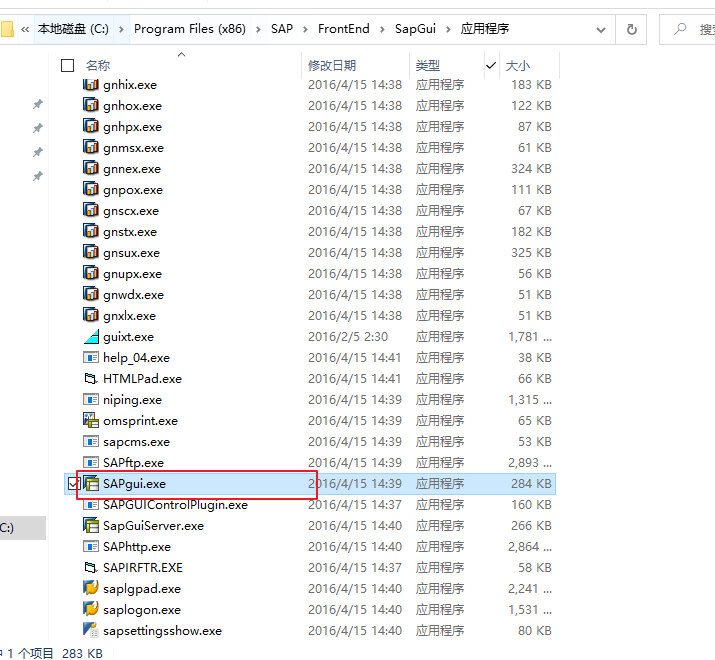 « 本地磁盘 (C:) › Program Files (x86) › SAP › FrontEnd › SapGui › 应用程序
名称 修改日期 类型 大小
gnhix.exe 2016/4/15 14:38 应用程序 183 KB
gnhox.exe 2016/4/15 14:38 应用程序 122 KB
gnhpx.exe 2016/4/15 14:38 应用程序 87 KB
gnmsx.exe 2016/4/15 14:38 应用程序 61 KB
gnnex.exe 2016/4/15 14:38 应用程序 324 KB
gnpox.exe 2016/4/15 14:38 应用程序 111 KB
gnscx.exe 2016/4/15 14:38 应用程序 67 KB
gnstx.exe 2016/4/15 14:38 应用程序 182 KB
gnsux.exe 2016/4/15 14:38 应用程序 325 KB
gnupx.exe 2016/4/15 14:38 应用程序 56 KB
gnwdx.exe 2016/4/15 14:38 应用程序 51 KB
gnxlx.exe 2016/4/15 14:38 应用程序 51 KB
guixt.exe 2016/2/5 2:30 应用程序 1,781 ...
help_04.exe 2016/4/15 14:41 应用程序 38 KB
HTMLPad.exe 2016/4/15 14:41 应用程序 66 KB
niping.exe 2016/4/15 14:39 应用程序 1,315 ...
omsprint.exe 2016/4/15 14:39 应用程序 65 KB
sapcms.exe 2016/4/15 14:39 应用程序 53 KB
SAPftp.exe 2016/4/15 14:39 应用程序 2,893 ...
SAPgui.exe 2016/4/15 14:39 应用程序 284 KB
SAPGUIControlPlugin.exe 2016/4/15 14:37 应用程序 160 KB
SapGuiServer.exe 2016/4/15 14:40 应用程序 266 KB
C:)
SAPhttp.exe 2016/4/15 14:40 应用程序 2,864 ...
SAPIRFTR.EXE 2016/4/15 14:37 应用程序 58 KB
saplgpad.exe 2016/4/15 14:40 应用程序 2,241 ...
saplogon.exe 2016/4/15 14:40 应用程序 1,531 ...
sapsettingsshow.exe 2016/4/15 14:40 应用程序 80 KB
1 个项目 283 KB